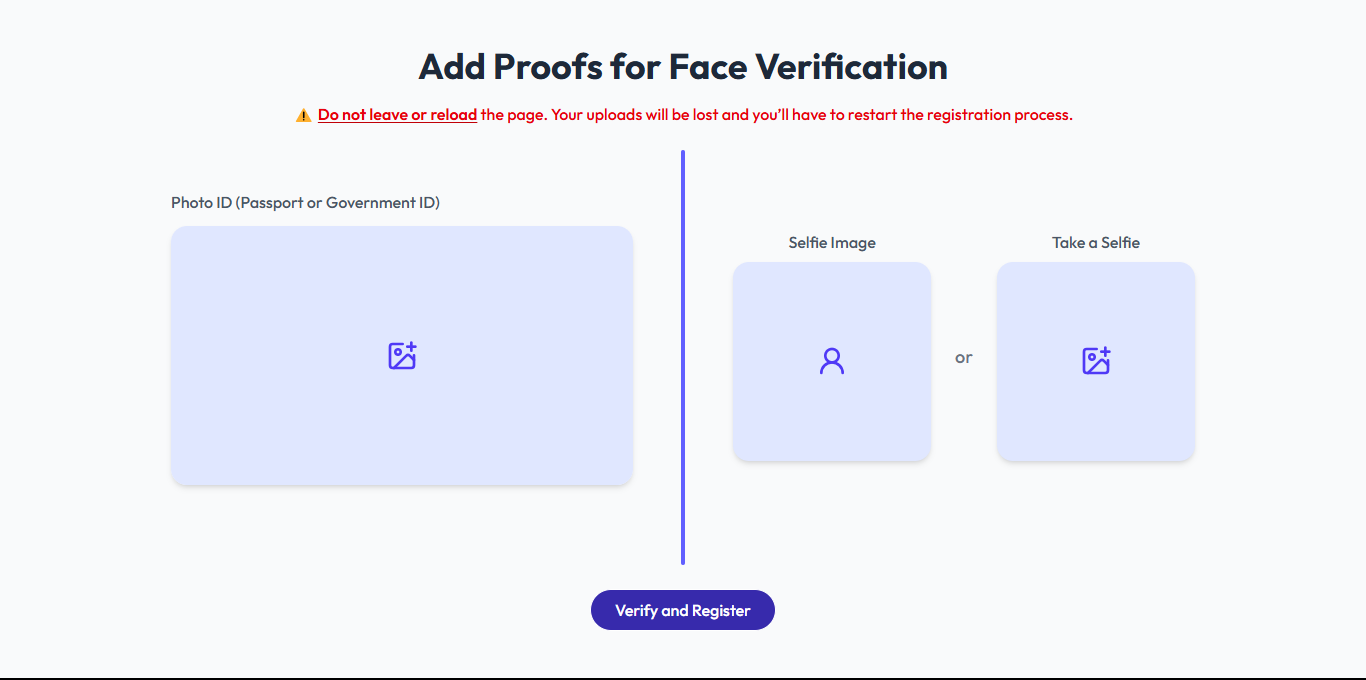 Add Proofs for Face Verification
⚠️ Do not leave or reload the page. Your uploads will be lost and you’ll have to restart the registration process.
Photo ID (Passport or Government ID)
Selfie Image
or
Take a Selfie
Verify and Register